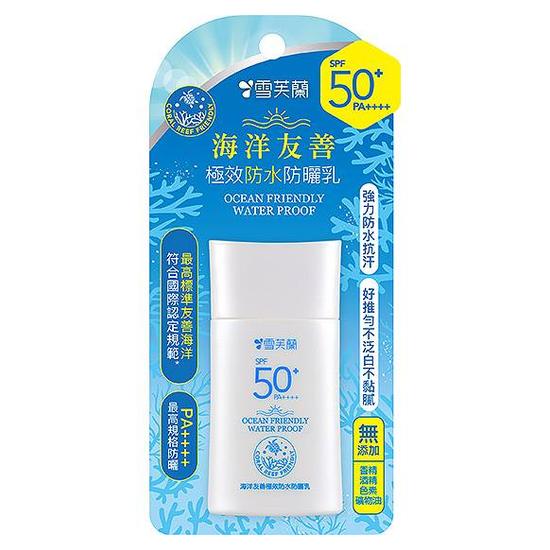 CORAL REEF FRIENDLY
雪芙蘭
SPF
50+
PA++++
海洋友善
極效防水防曬乳
OCEAN FRIENDLY
WATER PROOF
強力防水抗汗
好推勻不泛白不黏膩
最高標準友善海洋
符合國際認定規範*
PA++++
最高規格防曬
無
添加
香精
酒精
色素
礦物油
雪芙蘭
SPF
50+
PA++++
OCEAN FRIENDLY
WATER PROOF
CORAL REEF FRIENDLY
海洋友善極效防水防曬乳